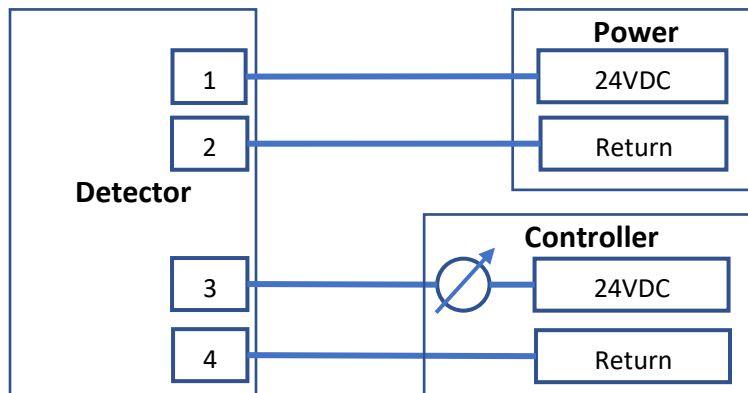 Power
1
24VDC
2
Return
Detector
Controller
3
24VDC
4
Return